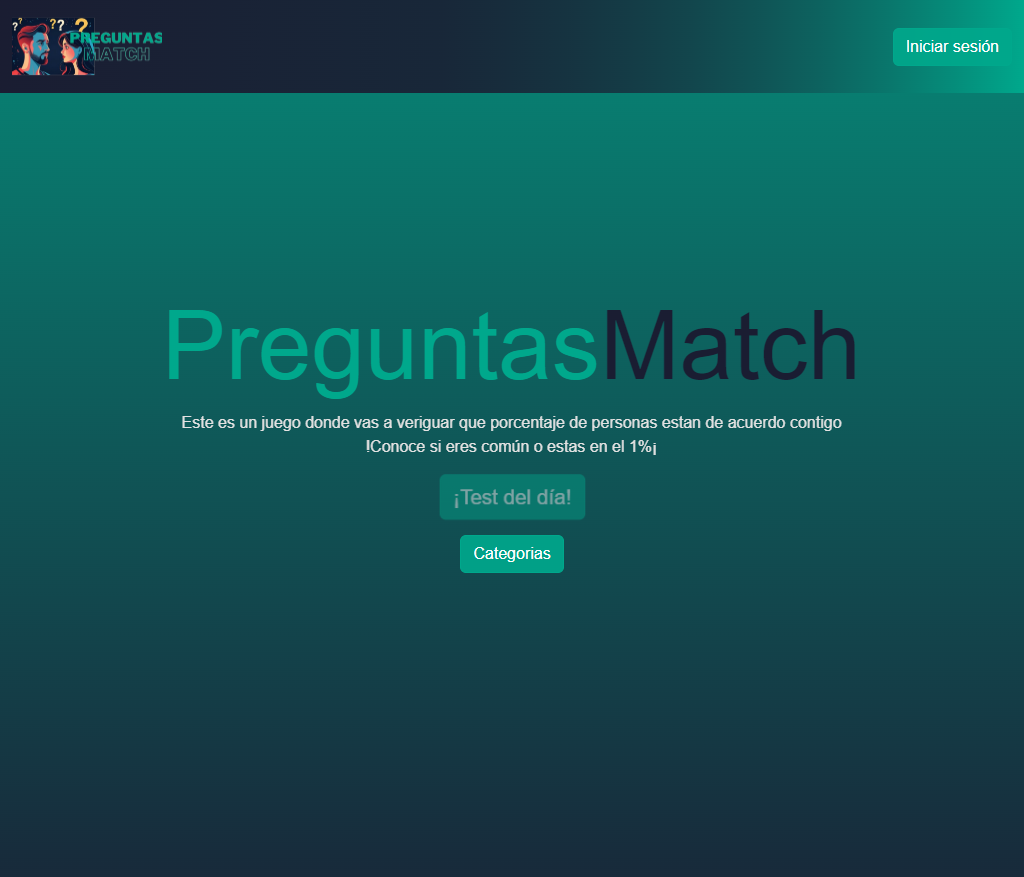 ? ? ? ? ?
PREGUNTAS
MATCH
Iniciar sesión
PreguntasMatch
Este es un juego donde vas a veriguar que porcentaje de personas estan de acuerdo contigo
!Conoce si eres común o estas en el 1%¡
¡Test del día!
Categorias